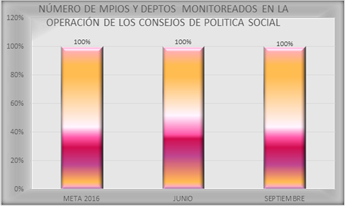 NÚMERO DE MPIOS Y DEPTOS MONITOREADOS EN LA
OPERACIÓN DE LOS CONSEJOS DE POLITICA SOCIAL
120%
100%
80%
60%
40%
20%
0%
100%
100%
100%
META 2016
JUNIO
SEPTIEMBRE